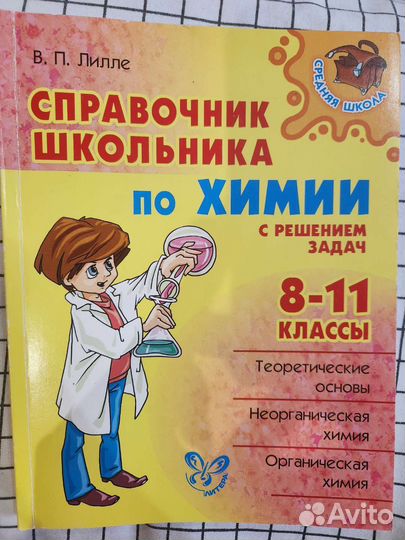 В. П. Лилле
СРЕДНЯЯ ШКОЛА
СПРАВОЧНИК
ШКОЛЬНИКА
ПО ХИМИИ
С РЕШЕНИЕМ
ЗАДАЧ
8-11
КЛАССЫ
Теоретические
основы
Неорганическая
химия
Органическая
химия
ЛИТЕРА
Avito